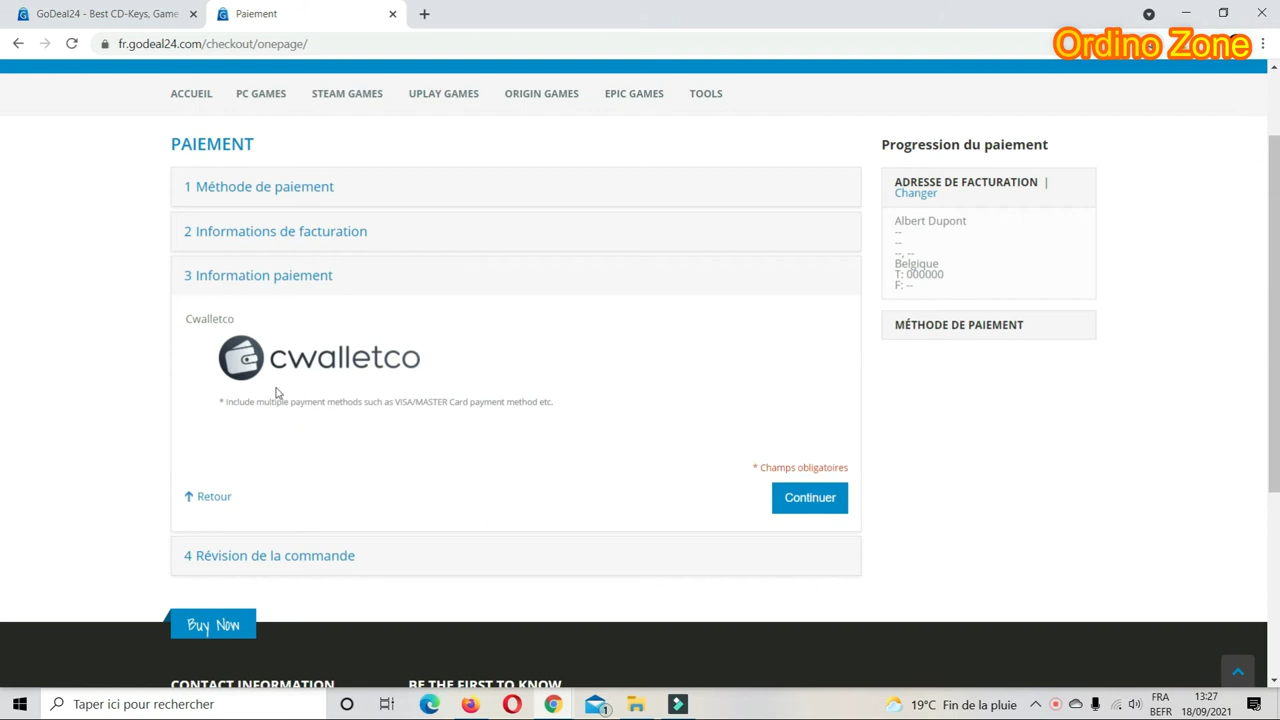 GoDeal24 - Best CD-Keys, Game
Paiement
fr.godeal24.com/checkout/onepage/
Ordino Zone
ACCUEIL PC GAMES STEAM GAMES UPLAY GAMES ORIGIN GAMES EPIC GAMES TOOLS
PAIEMENT
1 Méthode de paiement
2 Informations de facturation
3 Information paiement
Cwalletco
cwalletco
* Include multiple payment methods such as VISA/MASTER Card payment method etc.
* Champs obligatoires
Retour
Continuer
4 Révision de la commande
Progression du paiement
ADRESSE DE FACTURATION |
Changer
Albert Dupont
--
--
--, --
Belgique
T: 000000
F: --
MÉTHODE DE PAIEMENT
Buy Now
CONTACT INFORMATION BE THE FIRST TO KNOW
Taper ici pour rechercher
1
19°C Fin de la pluie
FRA
BEFR
13:27
18/09/2021